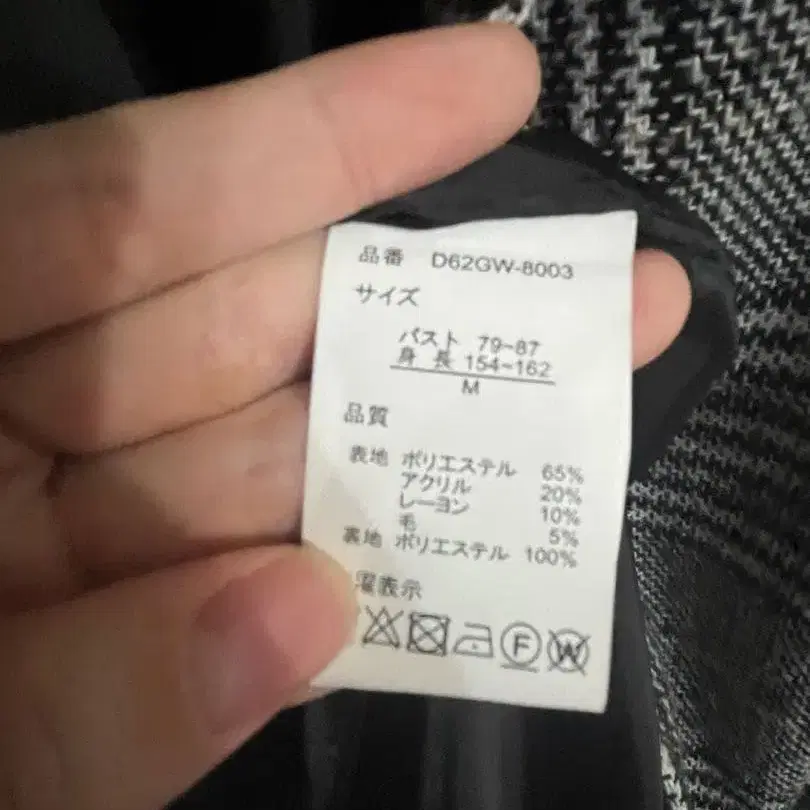 品番 D62GW-8003
サイズ
バスト 79~87
身 長 154~162
M
品質
表地 ポリエステル 65%
アクリル 20%
レーヨン 10%
毛 5%
裏地 ポリエステル 100%
濯表示
F W